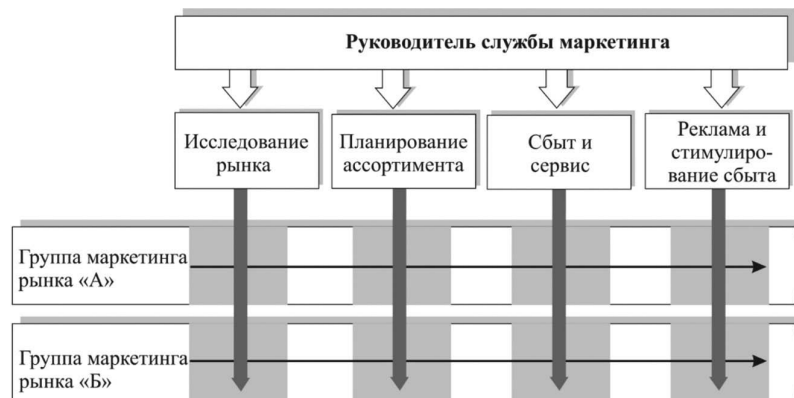 Руководитель службы маркетинга
Исследование
рынка
Планирование
ассортимента
Сбыт и
сервис
Реклама и
стимулиро-
вание сбыта
Группа маркетинга
рынка «А»
Группа маркетинга
рынка «Б»